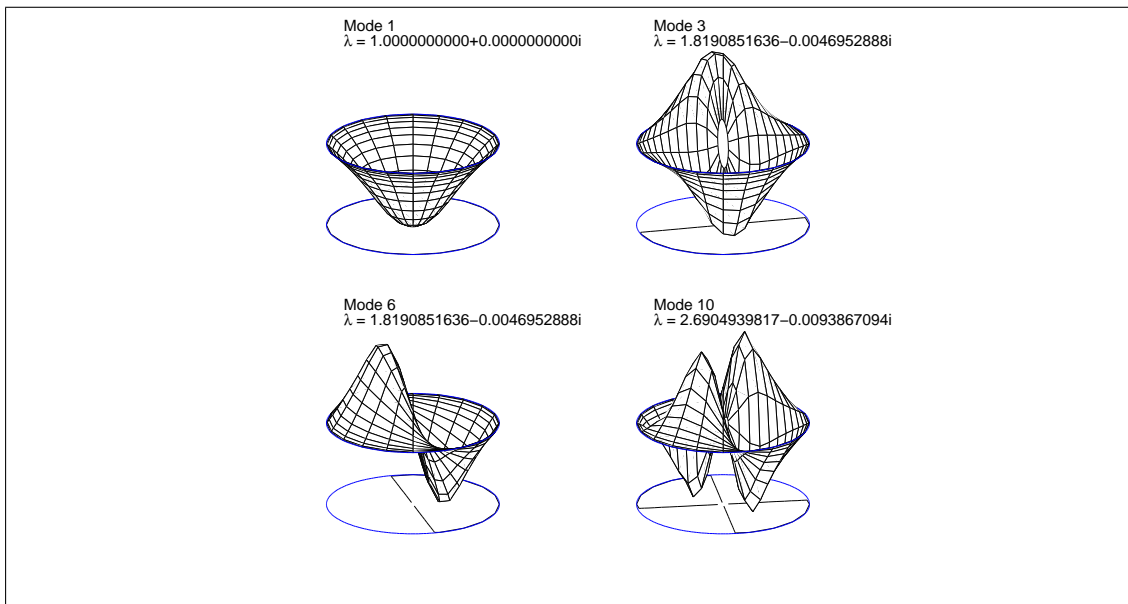 Mode 1
λ = 1.0000000000+0.0000000000i
Mode 3
λ = 1.8190851636−0.0046952888i
Mode 6
λ = 1.8190851636−0.0046952888i
Mode 10
λ = 2.6904939817−0.0093867094i